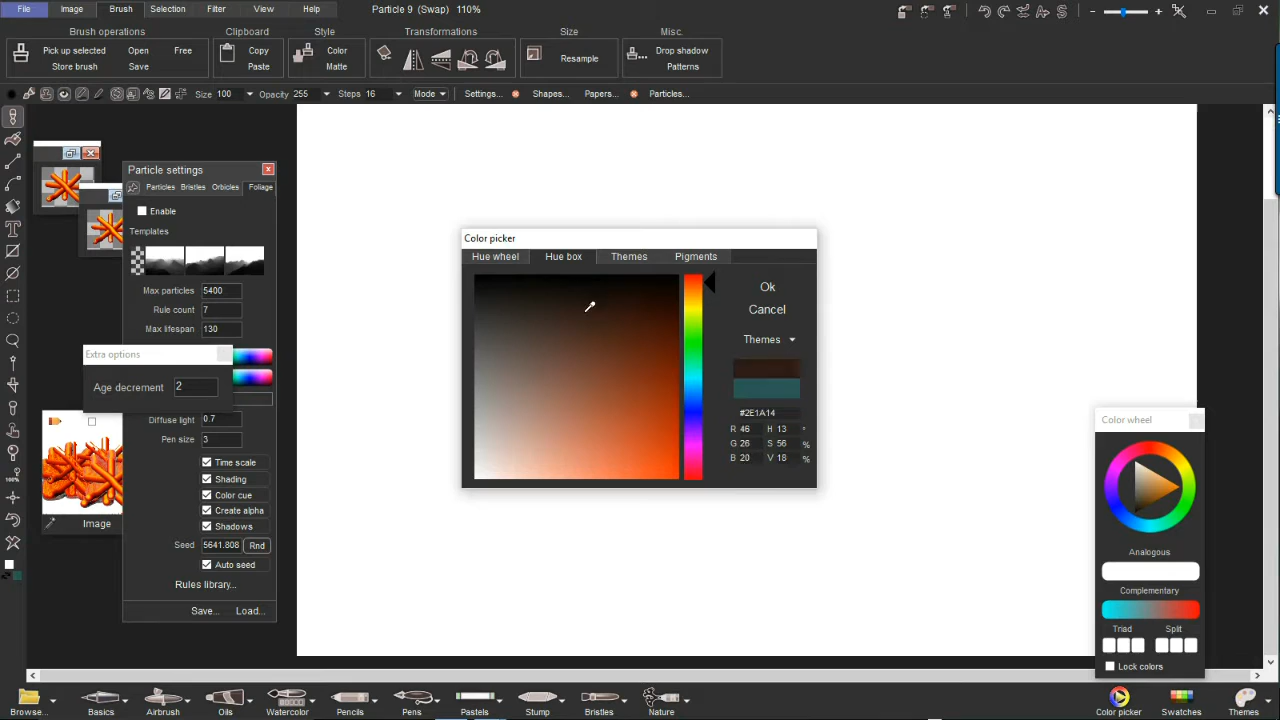 File Image Brush Selection Filter View Help Particle 9 (Swap) 110%
Brush operations Clipboard Style Transformations Size Misc.
Pick up selected Open Free Copy Color Drop shadow
Resample
Store brush Save Paste Matte Patterns
Size 100 Opacity 255 Steps 16 Mode Settings... Shapes... Papers... Particles...
Particle settings
Particles Bristles Orbicles Foliage
Enable
Templates
Max particles 5400
Rule count 7
Max lifespan 130
Extra options
Age decrement 2
Diffuse light 0.7
Pen size 3
Time scale
Shading
Color cue
Create alpha
Shadows
Seed 5641.808 Rnd
Auto seed
Rules library...
Save... Load...
Image
100%
Color picker
Hue wheel Hue box Themes Pigments
Ok
Cancel
Themes
#2E1A14
R 46 H 13 °
G 26 S 56 %
B 20 V 18 %
Color wheel
Analogous
Complementary
Triad Split
Lock colors
Browse... Basics Airbrush Oils Watercolor Pencils Pens Pastels Stump Bristles Nature Color picker Swatches Themes